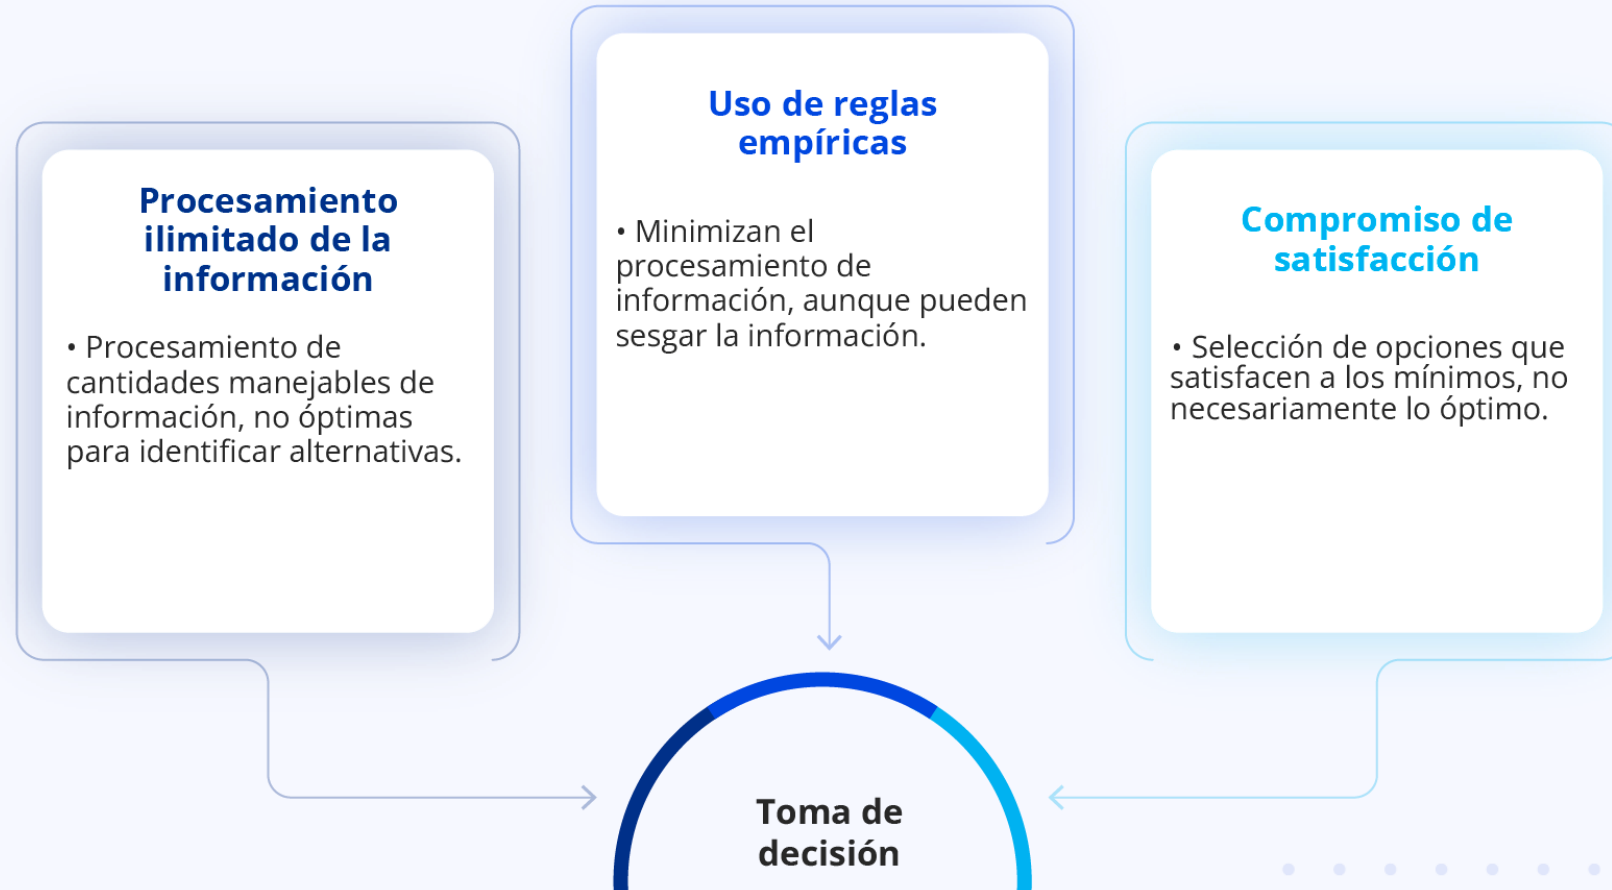 Procesamiento
ilimitado de la
información
• Procesamiento de
cantidades manejables de
información, no óptimas
para identificar alternativas.
Uso de reglas
empíricas
• Minimizan el
procesamiento de
información, aunque pueden
sesgar la información.
Compromiso de
satisfacción
• Selección de opciones que
satisfacen a los mínimos, no
necesariamente lo óptimo.
Toma de
decisión